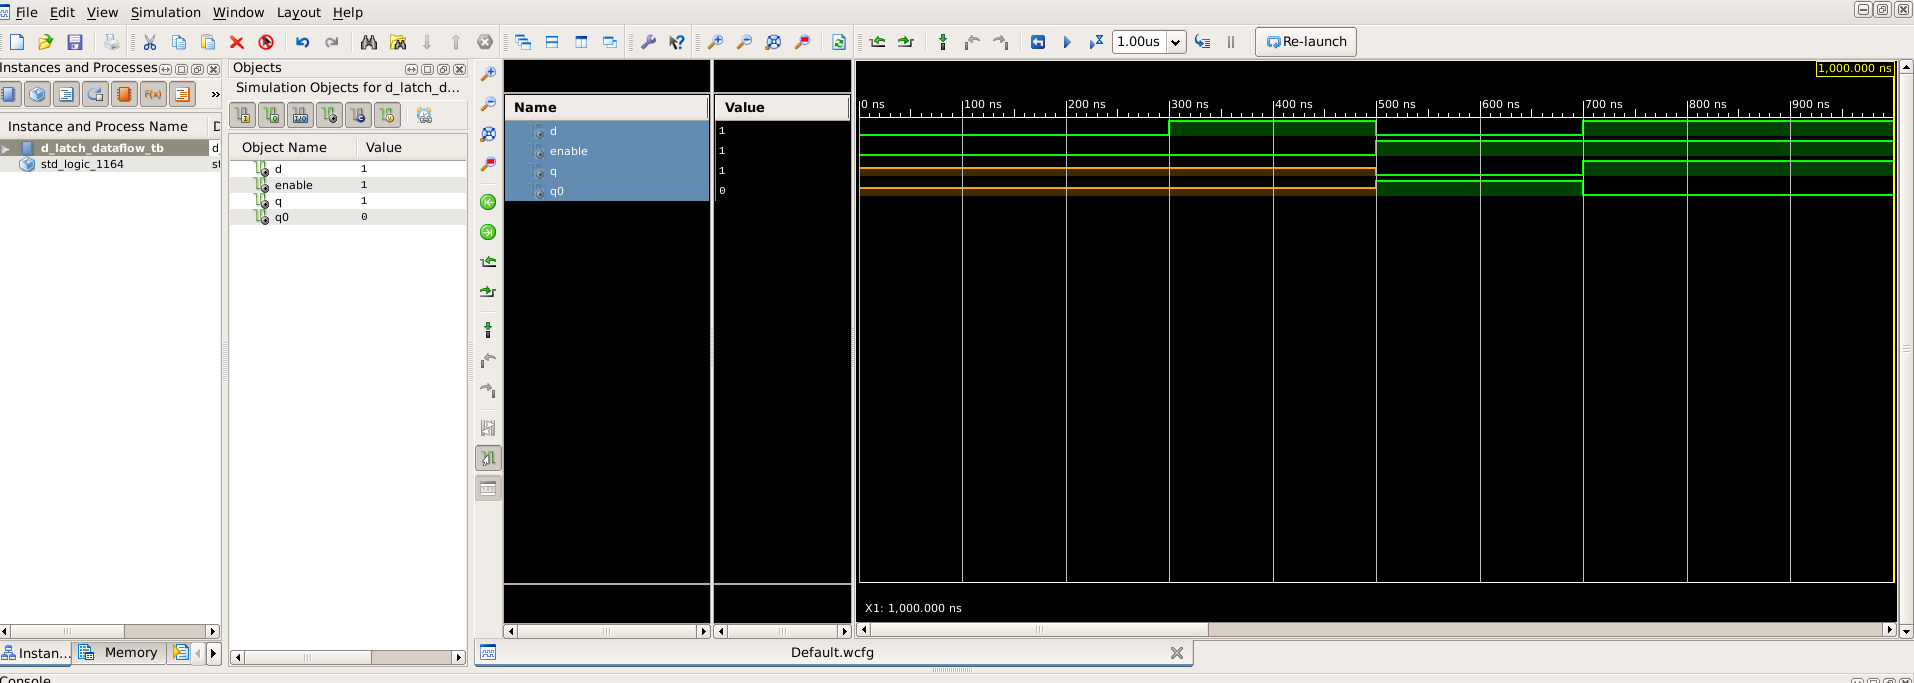 File Edit View Simulation Window Layout Help
1.00us Re-launch
Instances and Processes
Instance and Process Name D
d_latch_dataflow_tb d_
std_logic_1164 st
Instan... Memory
Objects
Simulation Objects for d_latch_d...
Object Name Value
d 1
enable 1
q 1
q0 0
Name Value
d 1
enable 1
q 1
q0 0
1,000.000 ns
0 ns 100 ns 200 ns 300 ns 400 ns 500 ns 600 ns 700 ns 800 ns 900 ns
X1: 1,000.000 ns
Default.wcfg
Console